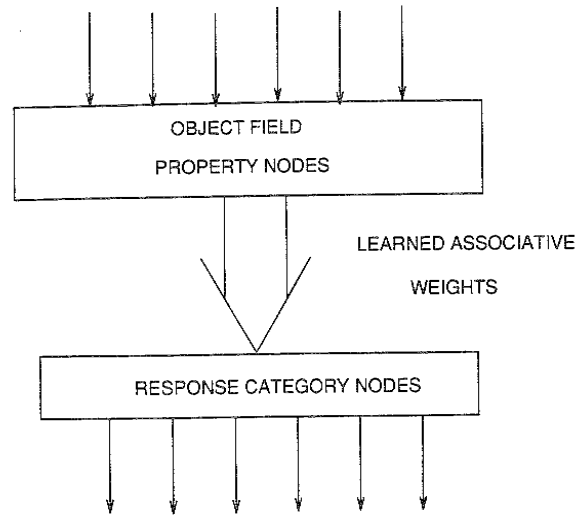 OBJECT FIELD
PROPERTY NODES
LEARNED ASSOCIATIVE
WEIGHTS
RESPONSE CATEGORY NODES